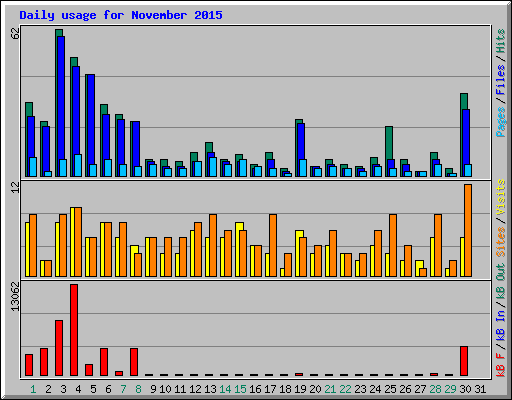 Daily usage for November 2015
62
Pages / Files / Hits
12
Sites / Visits
13062
kB F / kB In / kB Out
1 2 3 4 5 6 7 8 9 10 11 12 13 14 15 16 17 18 19 20 21 22 23 24 25 26 27 28 29 30 31